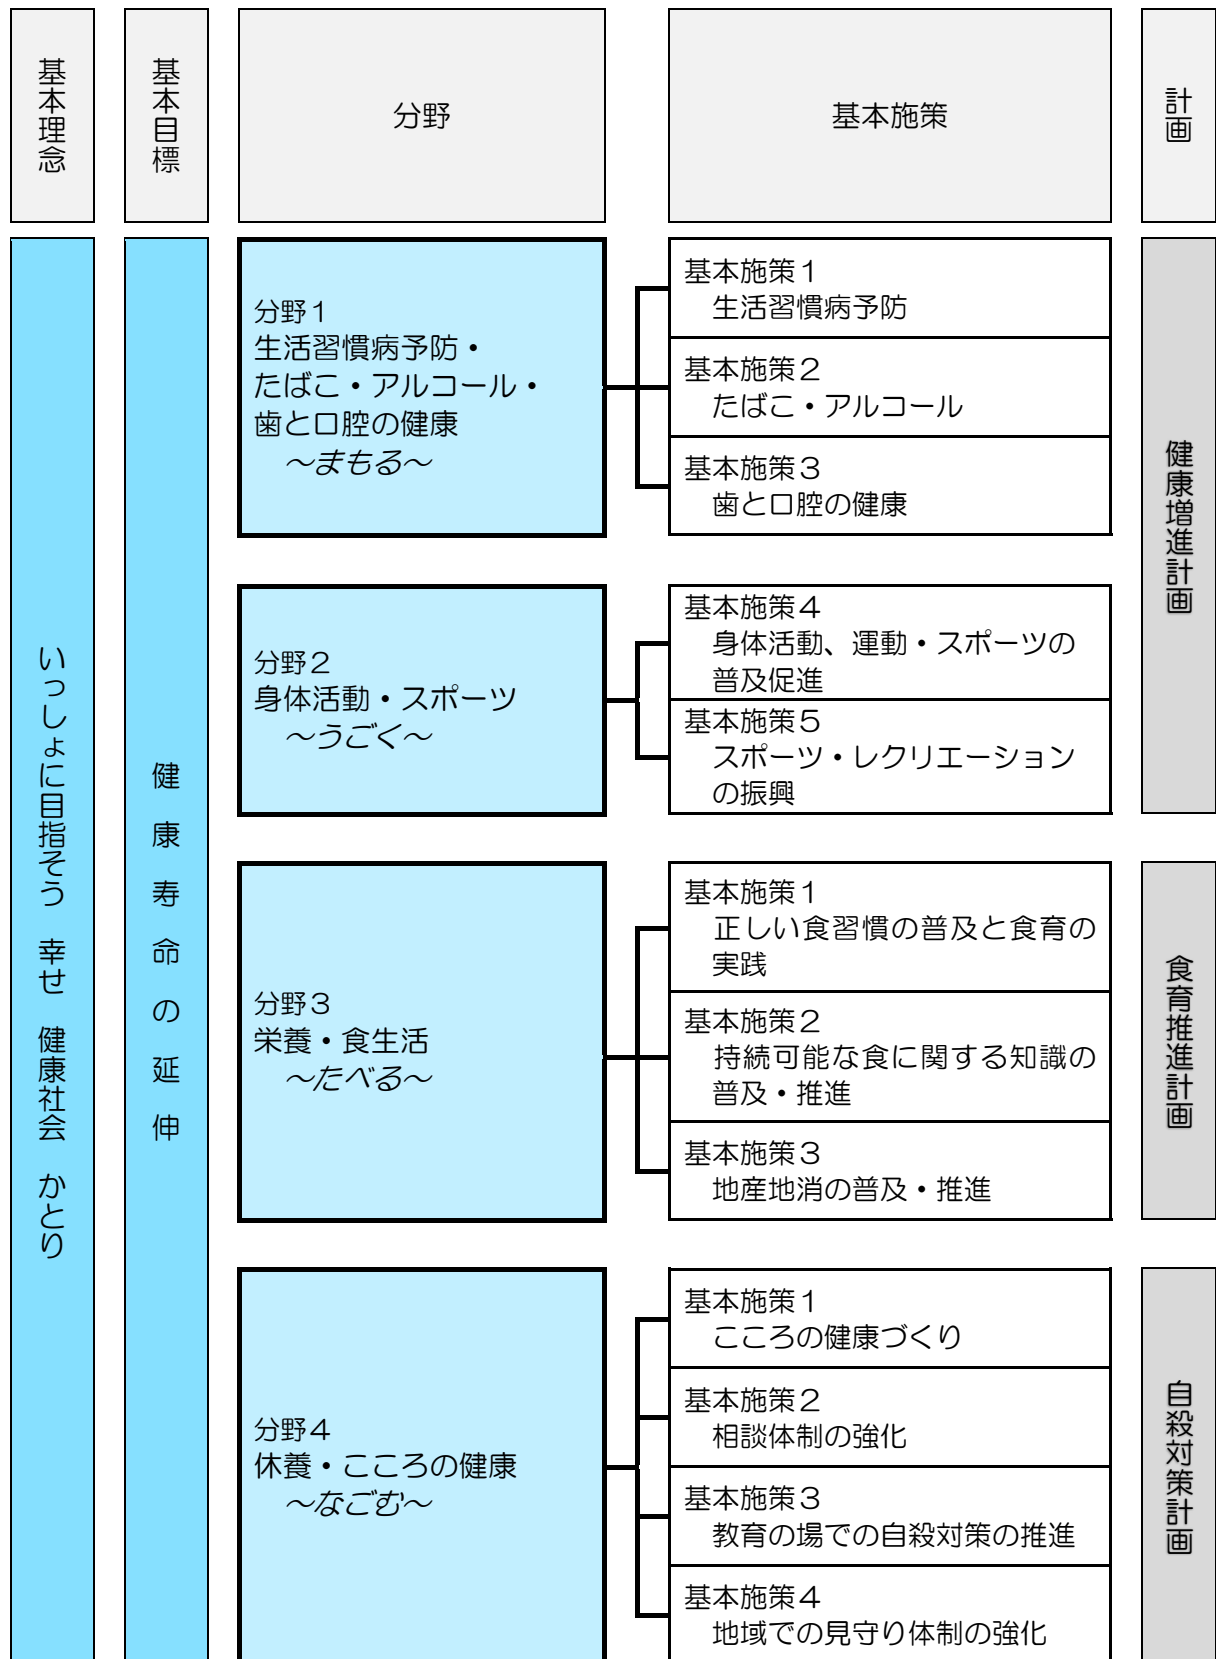 基本理念
基本目標
分野
基本施策
計画
いっしょに目指そう 幸せ 健康社会 かとり
健康寿命の延伸
分野１
生活習慣病予防・
たばこ・アルコール・
歯と口腔の健康
～まもる～
基本施策１
生活習慣病予防
基本施策２
たばこ・アルコール
基本施策３
歯と口腔の健康
健康増進計画
分野２
身体活動・スポーツ
～うごく～
基本施策４
身体活動、運動・スポーツの
普及促進
基本施策５
スポーツ・レクリエーション
の振興
分野３
栄養・食生活
～たべる～
基本施策１
正しい食習慣の普及と食育の
実践
基本施策２
持続可能な食に関する知識の
普及・推進
基本施策３
地産地消の普及・推進
食育推進計画
分野４
休養・こころの健康
～なごむ～
基本施策１
こころの健康づくり
基本施策２
相談体制の強化
基本施策３
教育の場での自殺対策の推進
基本施策４
地域での見守り体制の強化
自殺対策計画